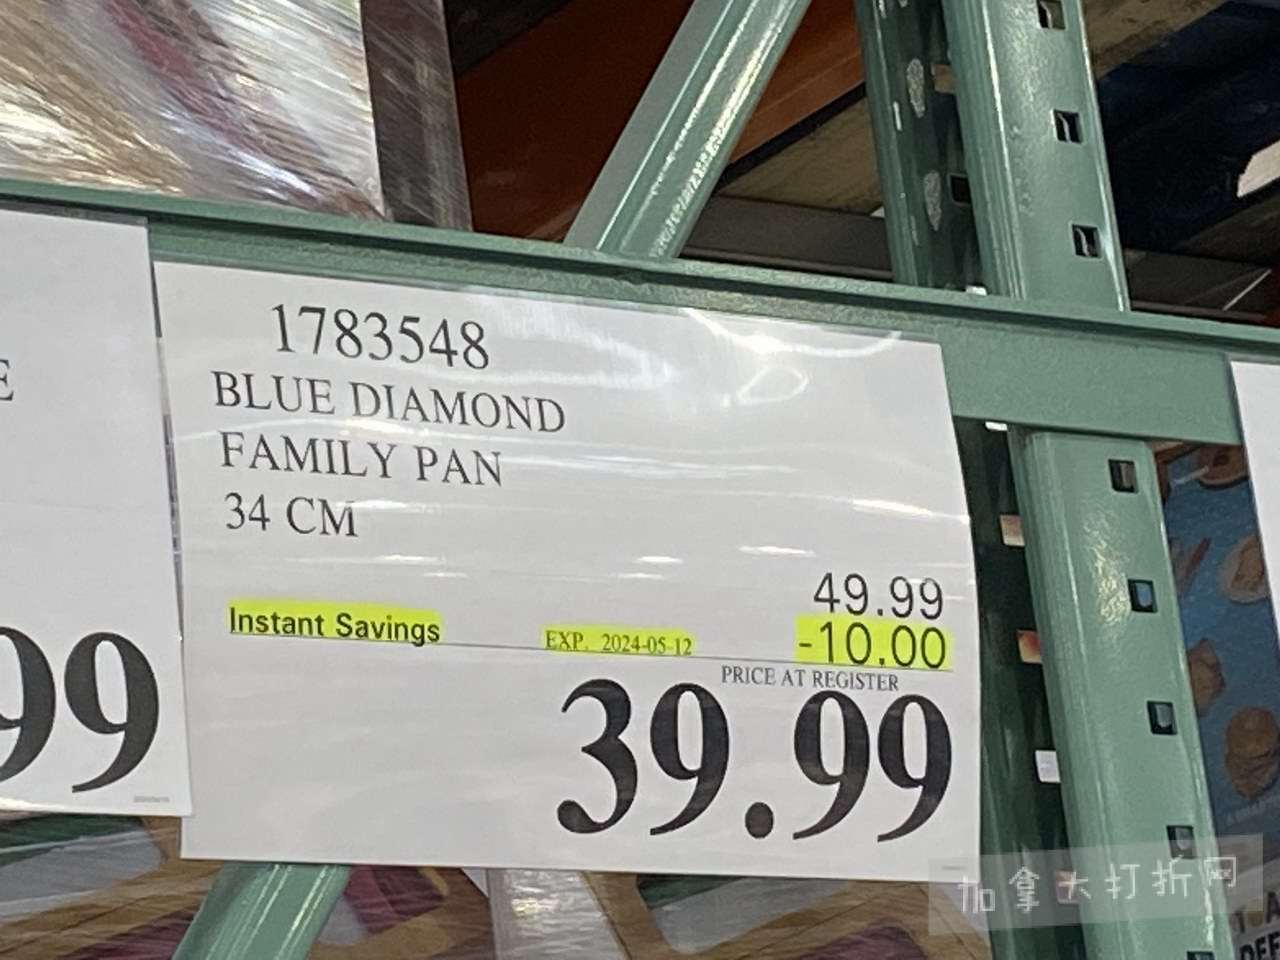 E
99
1783548
BLUE DIAMOND
FAMILY PAN
34 CM
49.99
Instant Savings EXP. 2024-05-12 -10.00
PRICE AT REGISTER
39.99
加拿大打折网